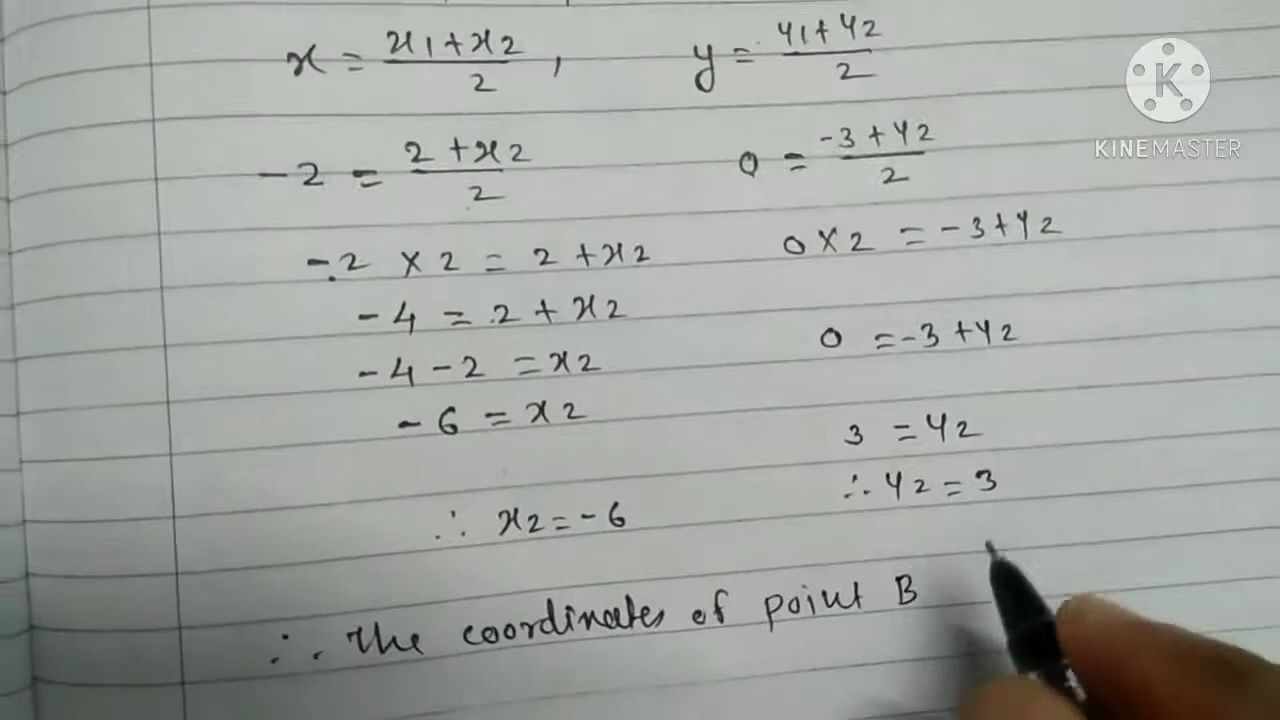 x = x1 + x2 / 2 , y = y1 + y2 / 2
-2 = 2 + x2 / 2 0 = -3 + y2 / 2
-2 × 2 = 2 + x2 0 × 2 = -3 + y2
-4 = 2 + x2 0 = -3 + y2
-4 - 2 = x2
-6 = x2 3 = y2
∴ x2 = -6 ∴ y2 = 3
∴ The coordinates of point B
K
KINEMASTER